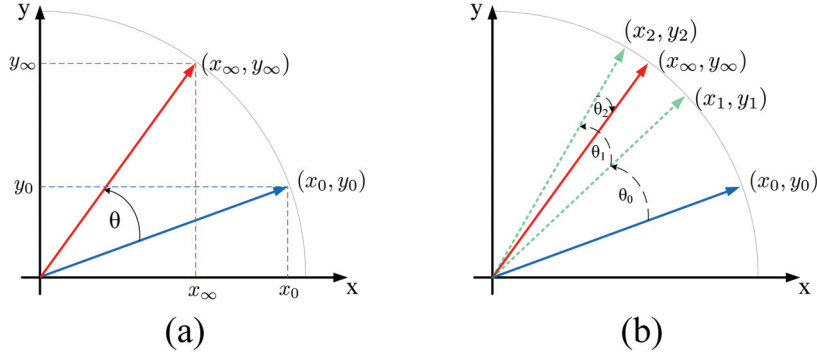 y
y∞
(x∞, y∞)
y0
(x0, y0)
θ
x∞
x0
x
(a)
y
(x2, y2)
(x∞, y∞)
(x1, y1)
θ2
θ1
θ0
(x0, y0)
x
(b)